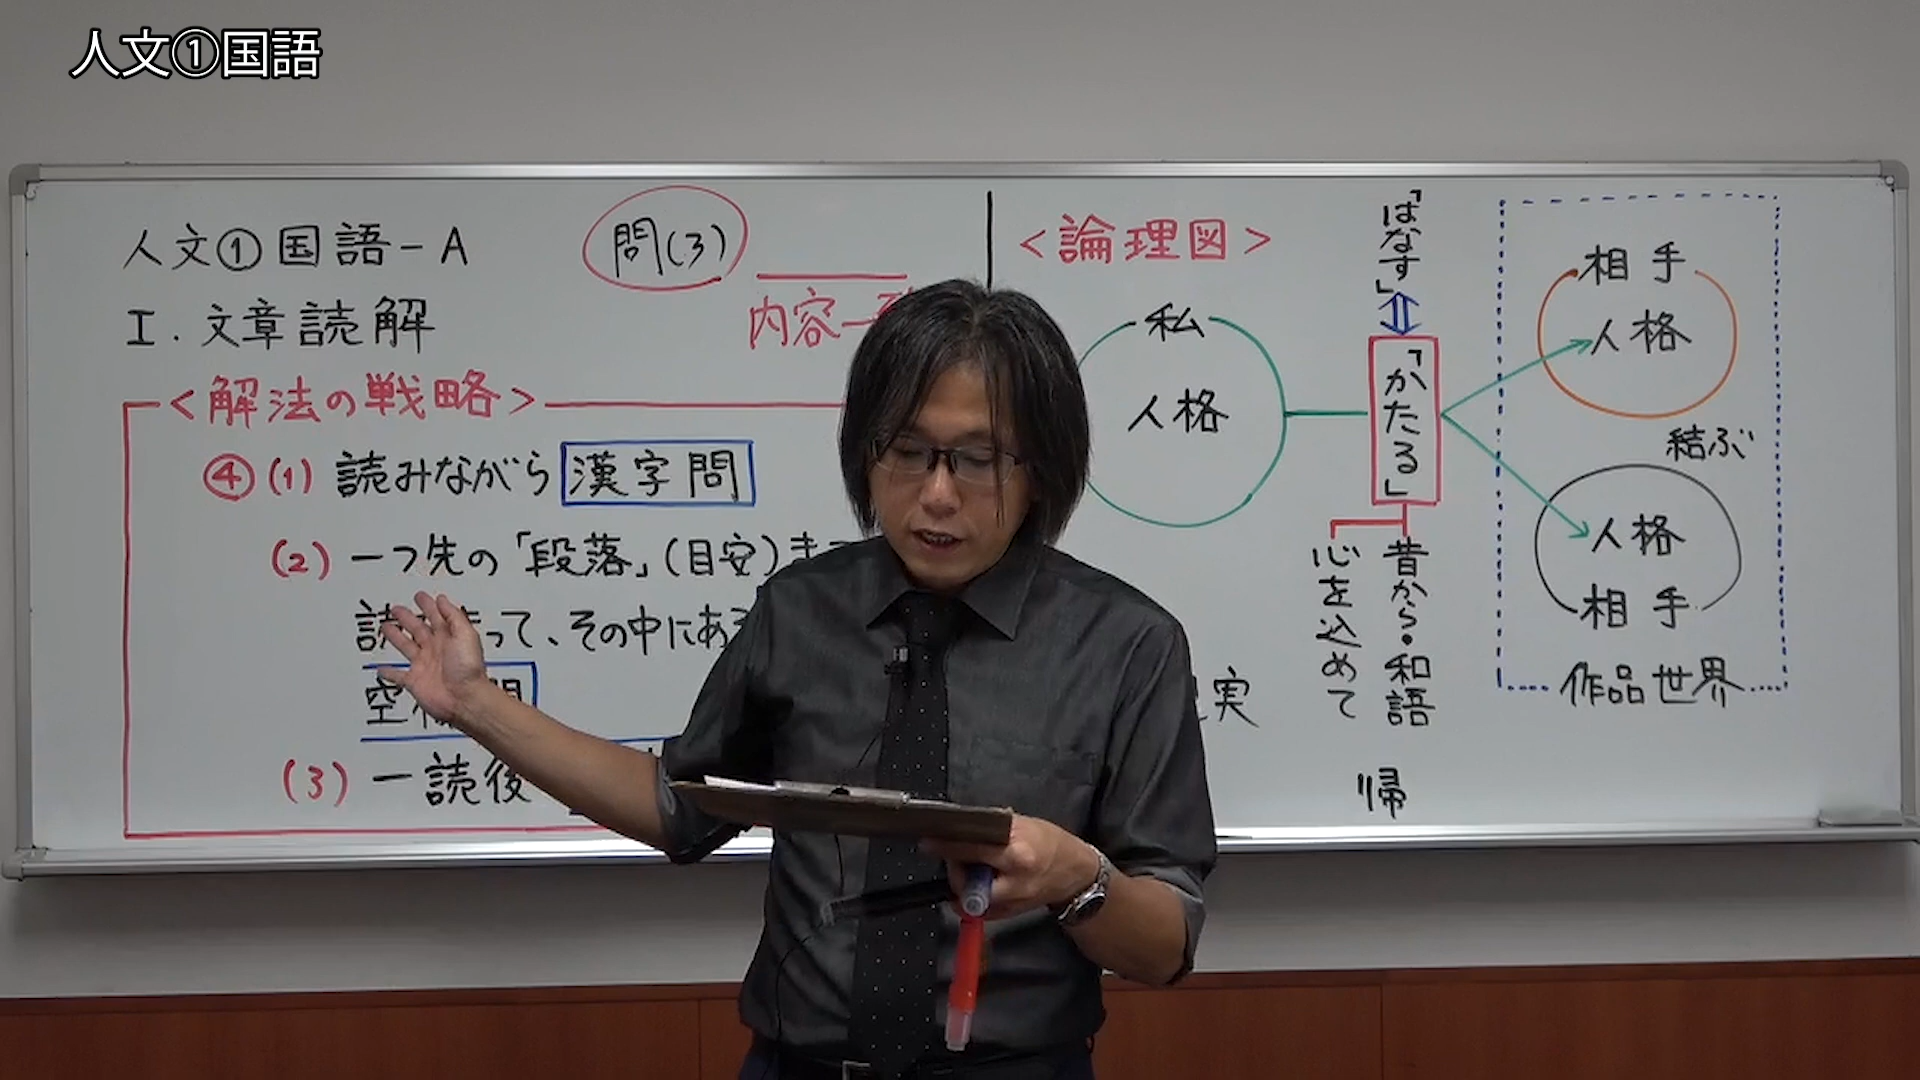 人文①国語
人文①国語-A
Ⅰ.文章読解
問(3)
内容一
<解法の戦略>
④(1) 読みながら 漢字問
(2) 一つ先の「段落」(目安)ま
って、その中にあ
空
(3) 一読後
<論理図>
私
人格
「はなす」
「かたる」
昔から・和語
心を込めて
実
帰
相手
人格
結ぶ
人格
相手
作品世界